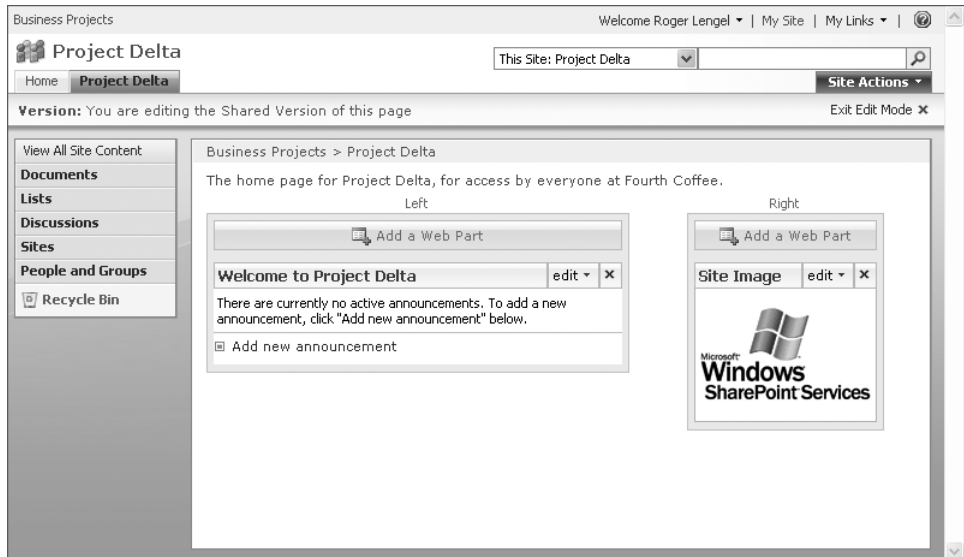 Business Projects
Welcome Roger Lengel | My Site | My Links |
Project Delta
This Site: Project Delta
Home Project Delta
Site Actions
Version: You are editing the Shared Version of this page
Exit Edit Mode
View All Site Content
Documents
Lists
Discussions
Sites
People and Groups
Recycle Bin
Business Projects > Project Delta
The home page for Project Delta, for access by everyone at Fourth Coffee.
Left
Add a Web Part
Welcome to Project Delta edit
There are currently no active announcements. To add a new
announcement, click "Add new announcement" below.
Add new announcement
Right
Add a Web Part
Site Image edit
Microsoft
Windows
SharePoint Services